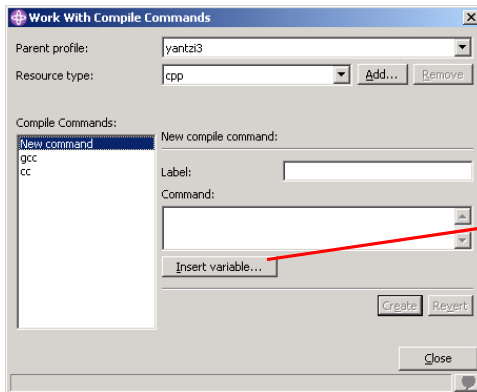 Work With Compile Commands
Parent profile: yantzi3
Resource type: cpp Add... Remove
Compile Commands:
New command
gcc
cc
New compile command:
Label:
Command:
Insert variable...
Create Revert
Close